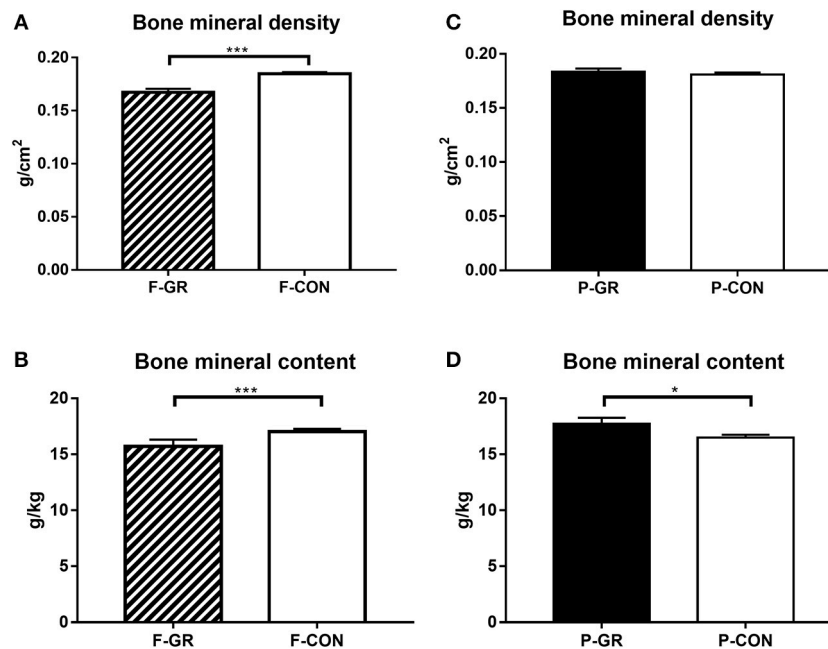 A
Bone mineral density
***
0.20
0.15
0.10
0.05
0.00
g/cm²
F-GR
F-CON
C
Bone mineral density
0.20
0.15
0.10
0.05
0.00
g/cm²
P-GR
P-CON
B
Bone mineral content
***
20
15
10
5
0
g/kg
F-GR
F-CON
D
Bone mineral content
*
20
15
10
5
0
g/kg
P-GR
P-CON